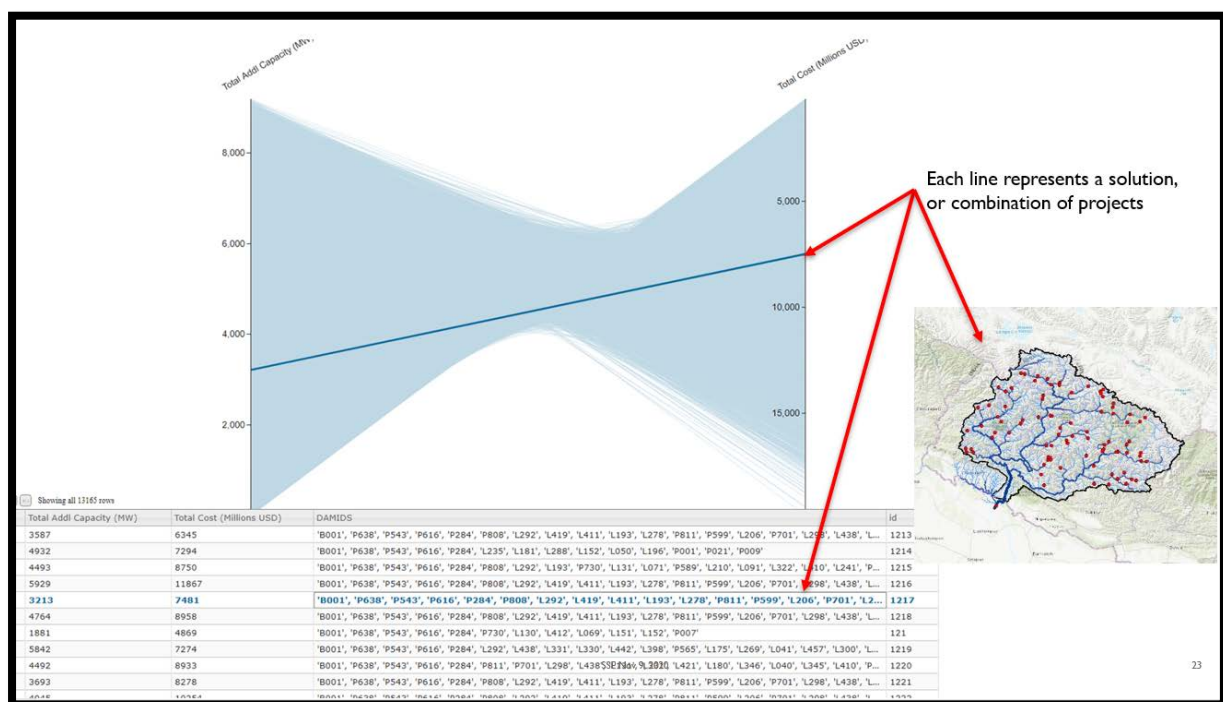 Total Addl Capacity (MW)
Total Cost (Millions USD)
8,000
6,000
4,000
2,000
5,000
10,000
15,000
Each line represents a solution,
or combination of projects
Showing all 13165 rows
Total Addl Capacity (MW) Total Cost (Millions USD) DAMIDS id
3587 6345 'B001', 'P638', 'P543', 'P616', 'P284', 'P808', 'L292', 'L419', 'L411', 'L193', 'L278', 'P811', 'P599', 'L206', 'P701', 'L298', 'L438', 'L... 1213
4932 7294 'B001', 'P638', 'P543', 'P616', 'P284', 'L235', 'L181', 'L288', 'L152', 'L050', 'L196', 'P001', 'P021', 'P009' 1214
4493 8750 'B001', 'P638', 'P543', 'P616', 'P284', 'P808', 'L292', 'L193', 'P730', 'L131', 'L071', 'P589', 'L210', 'L091', 'L322', 'L410', 'L241', 'P... 1215
5929 11867 'B001', 'P638', 'P543', 'P616', 'P284', 'P808', 'L292', 'L419', 'L411', 'L193', 'L278', 'P811', 'P599', 'L206', 'P701', 'L298', 'L438', 'L... 1216
3213 7481 'B001', 'P638', 'P543', 'P616', 'P284', 'P808', 'L292', 'L419', 'L411', 'L193', 'L278', 'P811', 'P599', 'L206', 'P701', 'L2... 1217
4764 8958 'B001', 'P638', 'P543', 'P616', 'P284', 'P808', 'L292', 'L419', 'L411', 'L193', 'L278', 'P811', 'P599', 'L206', 'P701', 'L298', 'L438', 'L... 1218
1881 4869 'B001', 'P638', 'P543', 'P616', 'P284', 'P730', 'L130', 'L412', 'L069', 'L151', 'L152', 'P007' 121
5842 7274 'B001', 'P638', 'P543', 'P616', 'P284', 'L292', 'L438', 'L331', 'L330', 'L442', 'L398', 'P565', 'L175', 'L269', 'L041', 'L457', 'L300', 'L... 1219
4492 8933 'B001', 'P638', 'P543', 'P616', 'P284', 'P811', 'P701', 'L298', 'L438' 'L421', 'L180', 'L346', 'L040', 'L345', 'L410', 'P... 1220
Nov 9, 2020
23
3693 8278 'B001', 'P638', 'P543', 'P616', 'P284', 'P808', 'L292', 'L419', 'L411', 'L193', 'L278', 'P811', 'P599', 'L206', 'P701', 'L298', 'L438', 'L... 1221